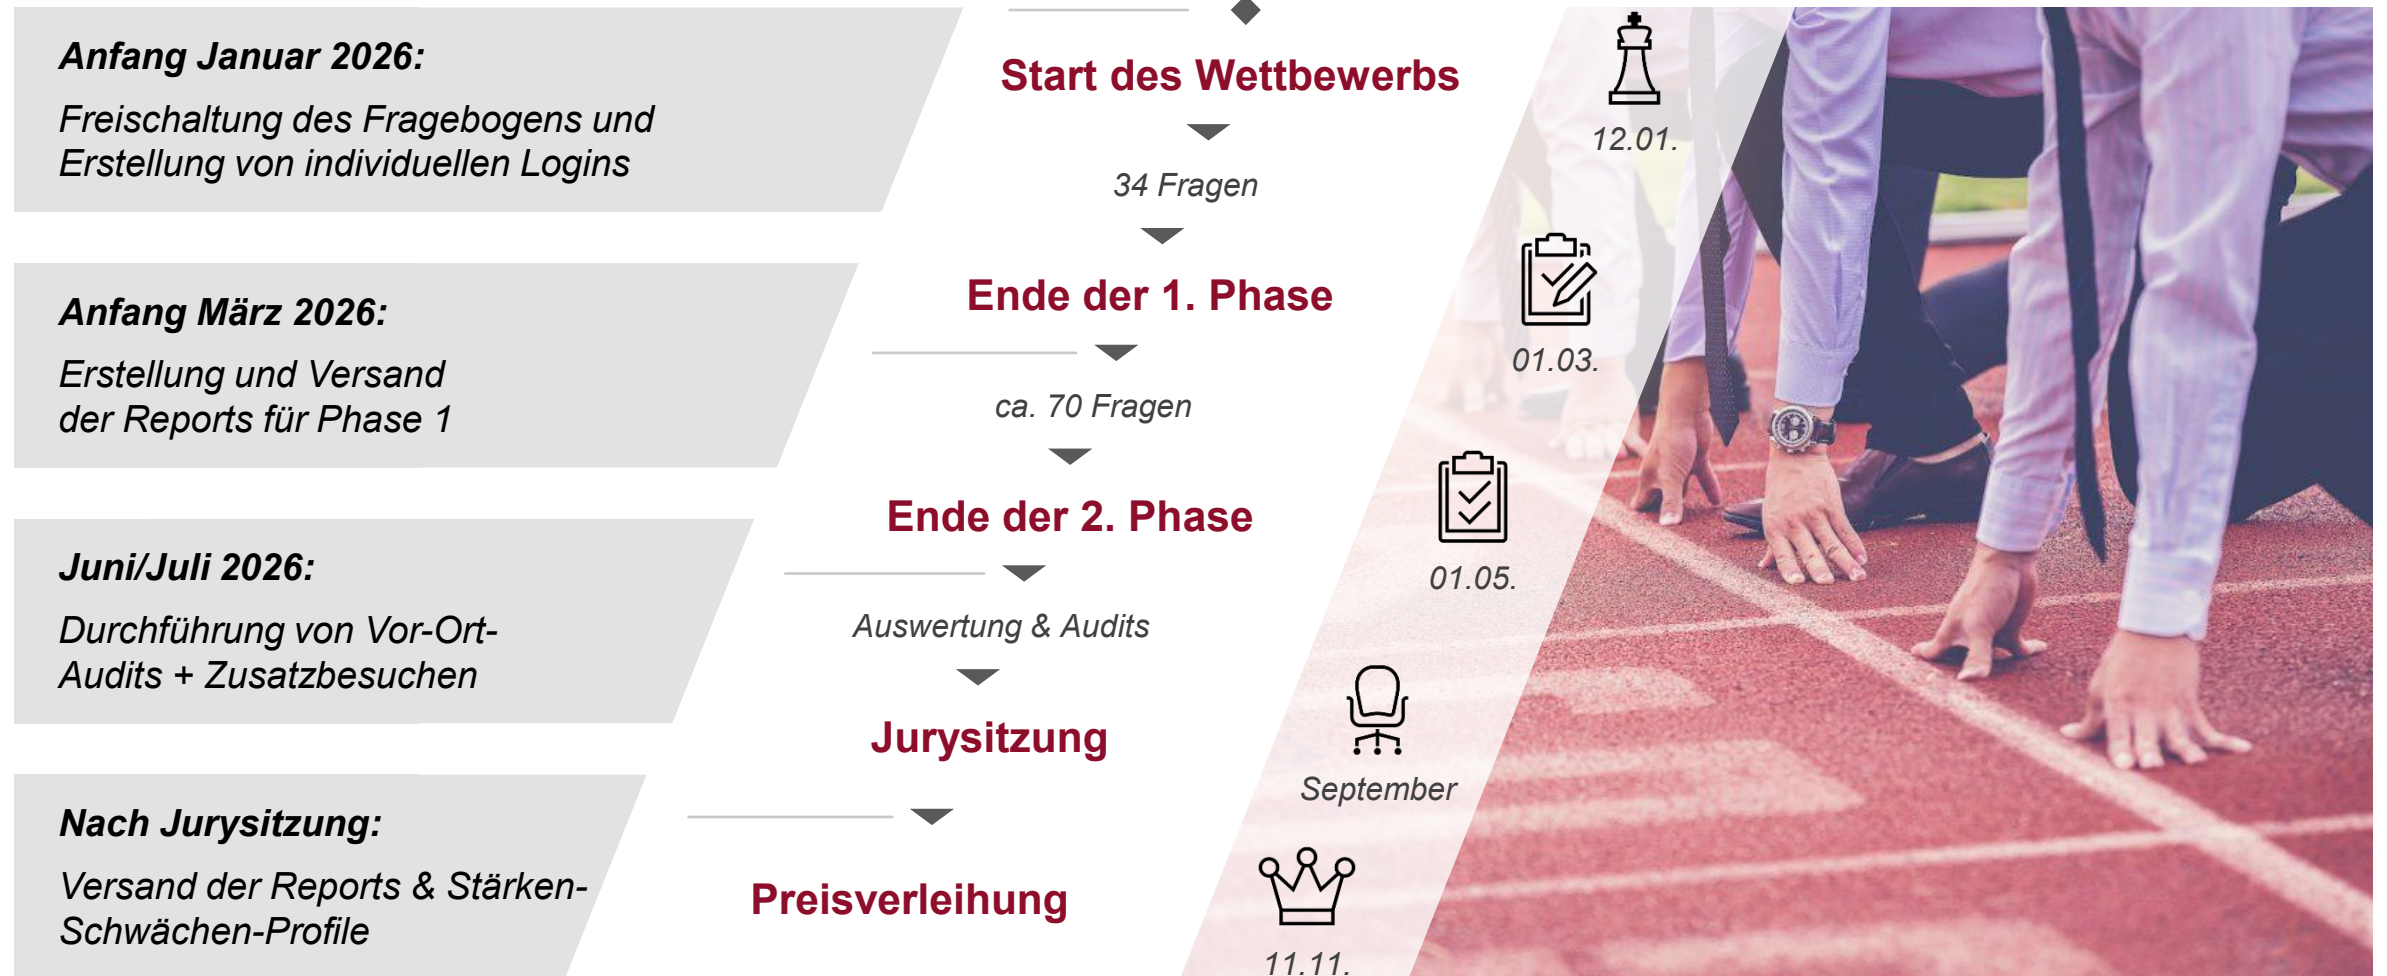 Anfang Januar 2026:
Freischaltung des Fragebogens und
Erstellung von individuellen Logins
Anfang März 2026:
Erstellung und Versand
der Reports für Phase 1
Juni/Juli 2026:
Durchführung von Vor-Ort-
Audits + Zusatzbesuchen
Nach Jurysitzung:
Versand der Reports & Stärken-
Schwächen-Profile
Start des Wettbewerbs
34 Fragen
Ende der 1. Phase
ca. 70 Fragen
Ende der 2. Phase
Auswertung & Audits
Jurysitzung
Preisverleihung
12.01.
01.03.
01.05.
September
11.11.